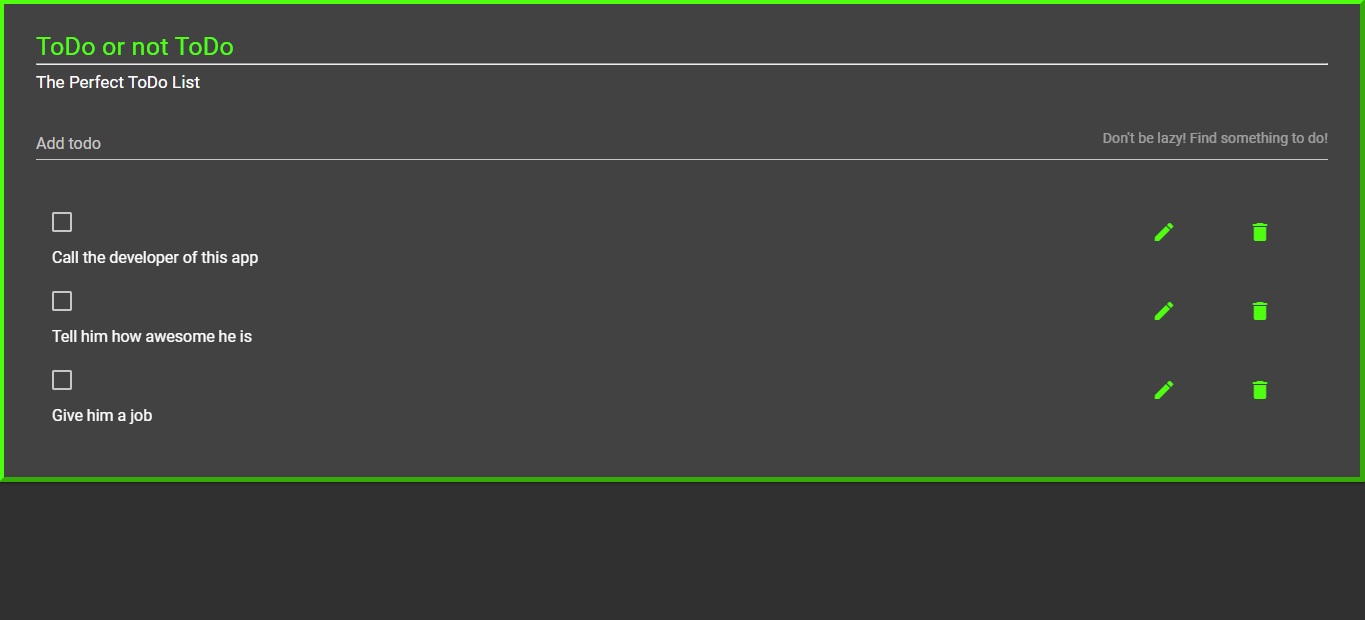 ToDo or not ToDo
The Perfect ToDo List
Add todo
Don't be lazy! Find something to do!
Call the developer of this app
Tell him how awesome he is
Give him a job